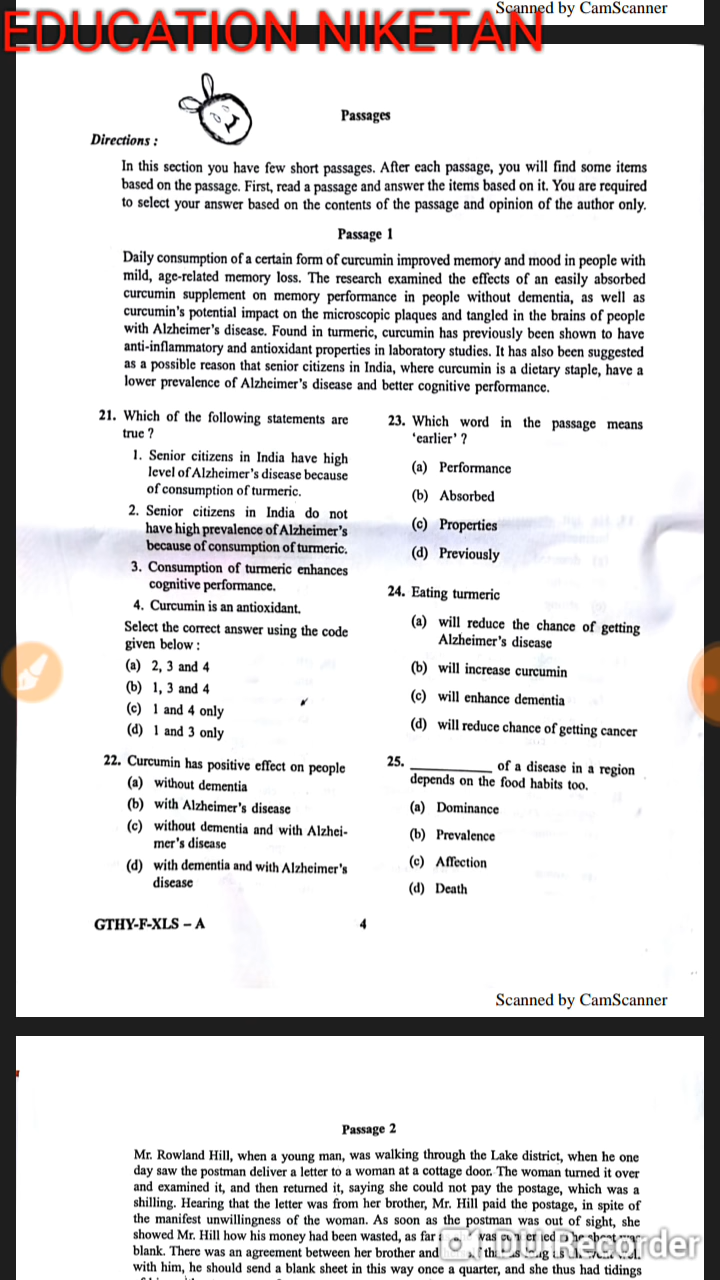 Scanned by CamScanner
EDUCATION NIKETAN
Passages
Directions :
In this section you have few short passages. After each passage, you will find some items
based on the passage. First, read a passage and answer the items based on it. You are required
to select your answer based on the contents of the passage and opinion of the author only.
Passage 1
Daily consumption of a certain form of curcumin improved memory and mood in people with
mild, age-related memory loss. The research examined the effects of an easily absorbed
curcumin supplement on memory performance in people without dementia, as well as
curcumin's potential impact on the microscopic plaques and tangled in the brains of people
with Alzheimer's disease. Found in turmeric, curcumin has previously been shown to have
anti-inflammatory and antioxidant properties in laboratory studies. It has also been suggested
as a possible reason that senior citizens in India, where curcumin is a dietary staple, have a
lower prevalence of Alzheimer's disease and better cognitive performance.
21. Which of the following statements are
true ?
1. Senior citizens in India have high
level of Alzheimer's disease because
of consumption of turmeric.
2. Senior citizens in India do not
have high prevalence of Alzheimer's
because of consumption of turmeric.
3. Consumption of turmeric enhances
cognitive performance.
4. Curcumin is an antioxidant.
Select the correct answer using the code
given below :
(a) 2, 3 and 4
(b) 1, 3 and 4
(c) 1 and 4 only
(d) 1 and 3 only
22. Curcumin has positive effect on people
(a) without dementia
(b) with Alzheimer's disease
(c) without dementia and with Alzhei-
mer's disease
(d) with dementia and with Alzheimer's
disease
23. Which word in the passage means
'earlier' ?
(a) Performance
(b) Absorbed
(c) Properties
(d) Previously
24. Eating turmeric
(a) will reduce the chance of getting
Alzheimer's disease
(b) will increase curcumin
(c) will enhance dementia
(d) will reduce chance of getting cancer
25. __________ of a disease in a region
depends on the food habits too.
(a) Dominance
(b) Prevalence
(c) Affection
(d) Death
GTHY-F-XLS – A
4
Scanned by CamScanner
Passage 2
Mr. Rowland Hill, when a young man, was walking through the Lake district, when he one
day saw the postman deliver a letter to a woman at a cottage door. The woman turned it over
and examined it, and then returned it, saying she could not pay the postage, which was a
shilling. Hearing that the letter was from her brother, Mr. Hill paid the postage, in spite of
the manifest unwillingness of the woman. As soon as the postman was out of sight, she
showed Mr. Hill how his money had been wasted, as far
blank. There was an agreement between her brother and
DU Recorder
with him, he should send a blank sheet in this way once a quarter, and she thus had tidings